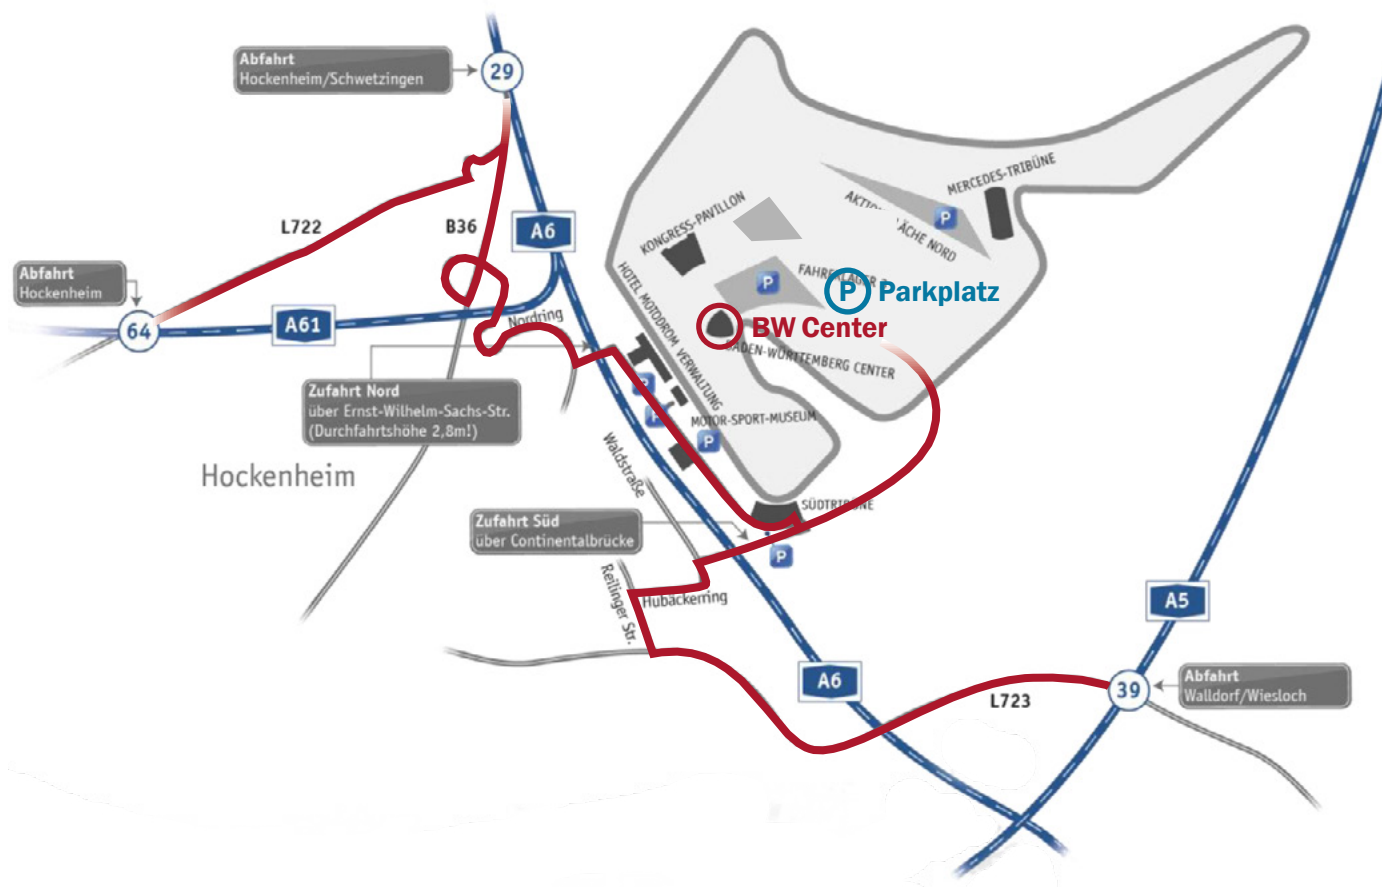 Abfahrt
Hockenheim/Schwetzingen
29
MERCEDES-TRIBÜNE
KONGRESS-PAVILLON
P
L722
B36
A6
Abfahrt
Hockenheim
64
A61
Nordring
HOTEL MOTODROM VERWALTUNG
P
P Parkplatz
BW Center
BADEN-WÜRTTEMBERG CENTER
Zufahrt Nord
über Ernst-Wilhelm-Sachs-Str.
(Durchfahrtshöhe 2,8m!)
P
P
P
MOTOR-SPORT-MUSEUM
Hockenheim
Waldstraße
Zufahrt Süd
über Continentalbrücke
SÜDTRIBÜNE
P
Reilinger Str.
Hubäckerring
A5
A6
L723
39
Abfahrt
Walldorf/Wiesloch